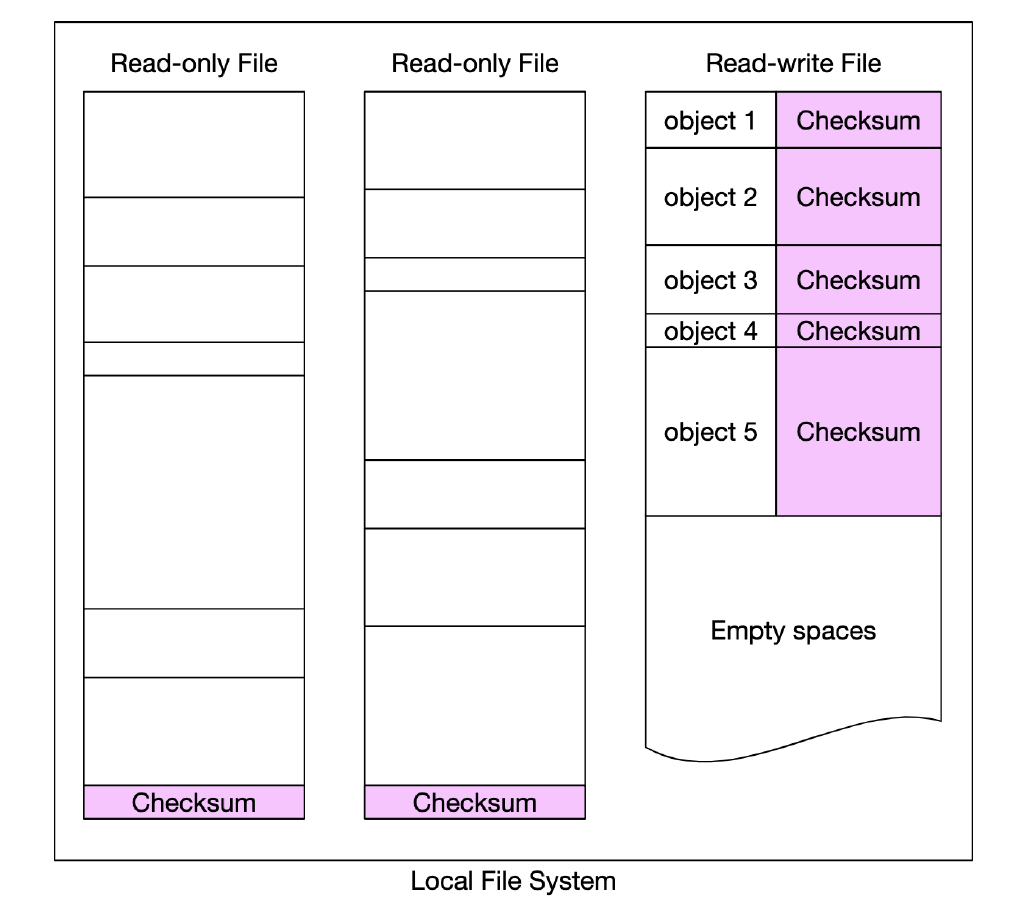 Read-only File
Read-only File
Read-write File
object 1
Checksum
object 2
Checksum
object 3
Checksum
object 4
Checksum
object 5
Checksum
Empty spaces
Checksum
Checksum
Local File System